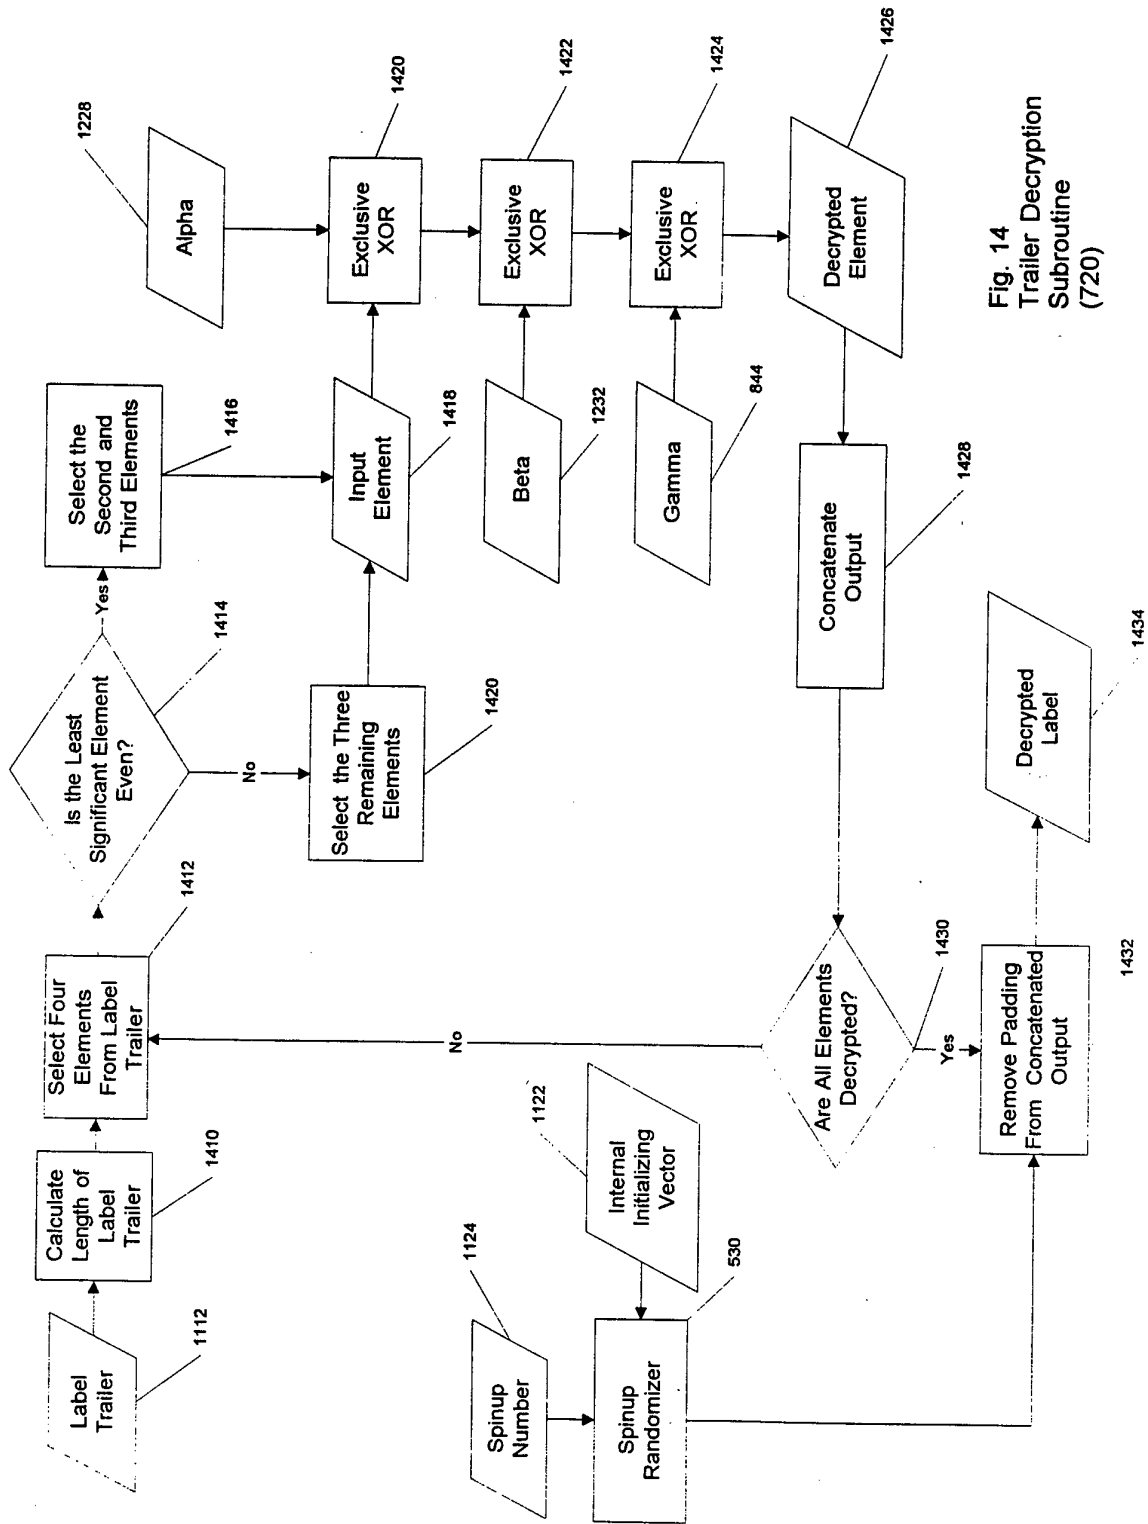 Label
Trailer
1112
Calculate
Length of
Label
Trailer
1410
Select Four
Elements
From Label
Trailer
1412
Is the Least
Significant Element
Even?
1414
Yes
No
Select the
Second and
Third Elements
1416
Select the Three
Remaining
Elements
1420
Input
Element
1418
Alpha
1228
Exclusive
XOR
1420
Beta
1232
Exclusive
XOR
1422
Gamma
844
Exclusive
XOR
1424
Decrypted
Element
1426
Concatenate
Output
1428
Are All Elements
Decrypted?
1430
No
Yes
Spinup
Number
1124
Internal
Initializing
Vector
1122
Spinup
Randomizer
530
Remove Padding
From Concatenated
Output
1432
Decrypted
Label
1434
Fig. 14
Trailer Decryption
Subroutine
(720)